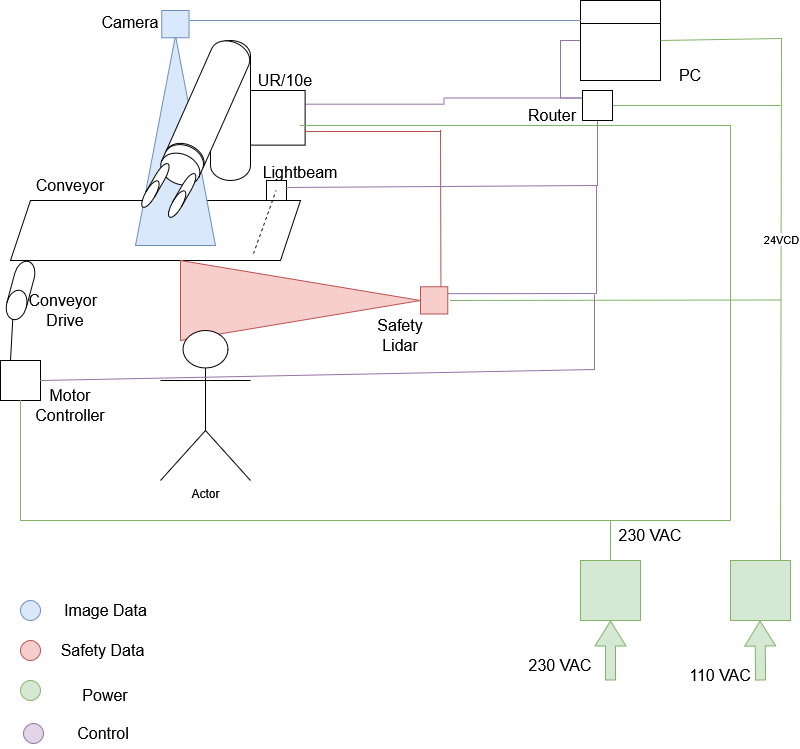 Camera
UR/10e
PC
Router
Lightbeam
Conveyor
24VCD
Conveyor
Drive
Safety
Lidar
Motor
Controller
Actor
230 VAC
230 VAC
110 VAC
Image Data
Safety Data
Power
Control